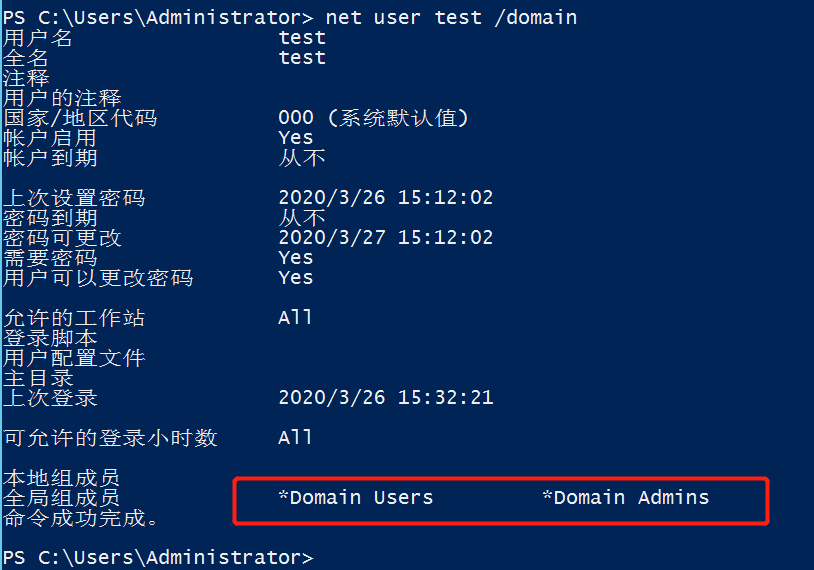 PS C:\Users\Administrator> net user test /domain
用户名 test
全名 test
注释
用户的注释
国家/地区代码 000 (系统默认值)
帐户启用 Yes
帐户到期 从不
上次设置密码 2020/3/26 15:12:02
密码到期 从不
密码可更改 2020/3/27 15:12:02
需要密码 Yes
用户可以更改密码 Yes
允许的工作站 All
登录脚本
用户配置文件
主目录
上次登录 2020/3/26 15:32:21
可允许的登录小时数 All
本地组成员
全局组成员 *Domain Users *Domain Admins
命令成功完成。
PS C:\Users\Administrator>